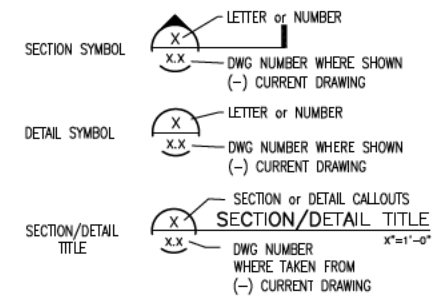 LETTER or NUMBER
X
SECTION SYMBOL
X.X
DWG NUMBER WHERE SHOWN
(-) CURRENT DRAWING
LETTER or NUMBER
X
DETAIL SYMBOL
X.X
DWG NUMBER WHERE SHOWN
(-) CURRENT DRAWING
SECTION or DETAIL CALLOUTS
X
SECTION/DETAIL TITLE
SECTION/DETAIL
TITLE
X.X
X"=1'-0"
DWG NUMBER
WHERE TAKEN FROM
(-) CURRENT DRAWING